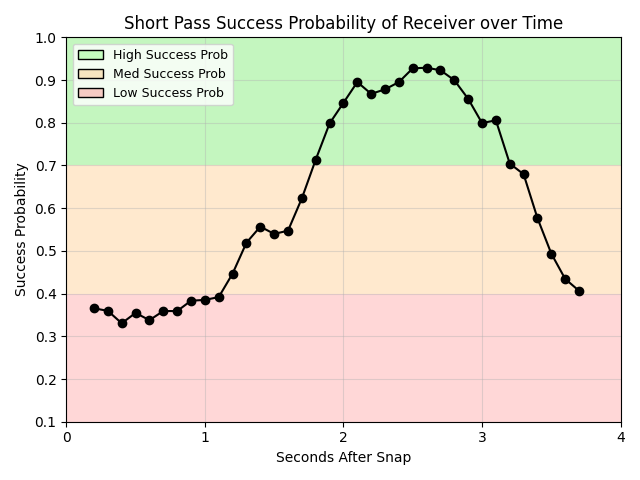 Short Pass Success Probability of Receiver over Time
High Success Prob
Med Success Prob
Low Success Prob
Success Probability
1.0
0.9
0.8
0.7
0.6
0.5
0.4
0.3
0.2
0.1
0 1 2 3 4
Seconds After Snap